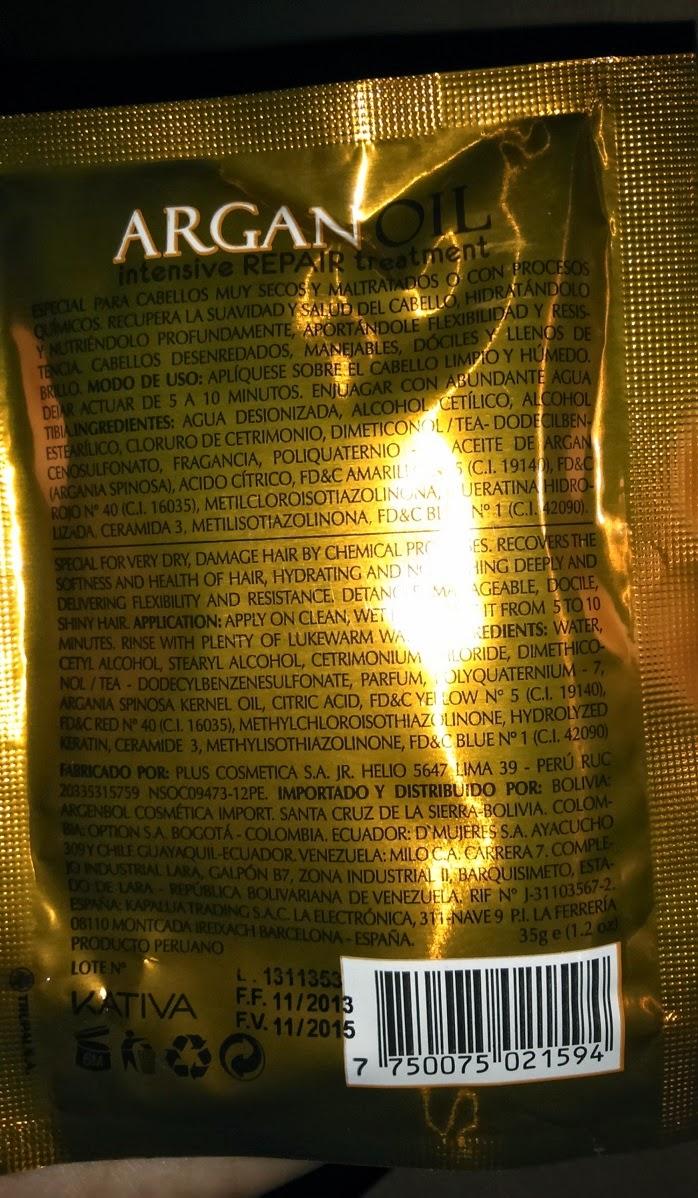 ARGAN OIL
intensive REPAIR treatment
ESPECIAL PARA CABELLOS MUY SECOS Y MALTRATADOS O CON PROCESOS
QUÍMICOS. RECUPERA LA SUAVIDAD Y SALUD DEL CABELLO, HIDRATÁNDOLO
Y NUTRIÉNDOLO PROFUNDAMENTE, APORTÁNDOLE FLEXIBILIDAD Y RESIS-
TENCIA. CABELLOS DESENREDADOS, MANEJABLES, DÓCILES Y LLENOS DE
BRILLO. MODO DE USO: APLÍQUESE SOBRE EL CABELLO LIMPIO Y HÚMEDO.
DEJAR ACTUAR DE 5 A 10 MINUTOS. ENJUAGAR CON ABUNDANTE AGUA
TIBIA. INGREDIENTES: AGUA DESIONIZADA, ALCOHOL CETÍLICO, ALCOHOL
ESTEARÍLICO, CLORURO DE CETRIMONIO, DIMETICONOL / TEA- DODECILBEN-
CENOSULFONATO, FRAGANCIA, POLIQUATERNIO - ACEITE DE ARGAN
(ARGANIA SPINOSA), ACIDO CÍTRICO, FD&C 5 (C.I. 19140), FD&C
ROJO Nº 40 (C.I. 16035), METILCLOROISOTIAZOLINONA, HIDRO-
LIZADA, CERAMIDA 3, METILISOTIAZOLINONA, FD&C Nº 1 (C.I. 42090).
SPECIAL FOR VERY DRY, DAMAGE HAIR BY CHEMICAL RECOVERS THE
SOFTNESS AND HEALTH OF HAIR, HYDRATING AND DEEPLY AND
DELIVERING FLEXIBILITY AND RESISTANCE. DOCILE,
SHINY HAIR. APPLICATION: APPLY ON CLEAN, WET IT FROM 5 TO 10
MINUTES. RINSE WITH PLENTY OF LUKEWARM WATER,
CETYL ALCOHOL, STEARYL ALCOHOL, CETRIMONIUM CHLORIDE, DIMETHICO-
NOL / TEA - DODECYLBENZENESULFONATE, PARFUM, POLYQUATERNIUM - 7,
ARGANIA SPINOSA KERNEL OIL, CITRIC ACID, FD&C YELLOW Nº 5 (C.I. 19140),
FD&C RED Nº 40 (C.I. 16035), METHYLCHLOROISOTHIAZOLINONE, HYDROLYZED
KERATIN, CERAMIDE 3, METHYLISOTHIAZOLINONE, FD&C BLUE Nº 1 (C.I. 42090)
FABRICADO POR: PLUS COSMETICA S.A. JR. HELIO 5647 LIMA 39 - PERÚ RUC
20335315759 NSOC09473-12PE. IMPORTADO Y DISTRIBUIDO POR: BOLIVIA:
ARGENBOL COSMÉTICA IMPORT. SANTA CRUZ DE LA SIERRA-BOLIVIA. COLOM-
BIA: OPTION S.A. BOGOTÁ - COLOMBIA. ECUADOR: D'MUJERES S.A. AYACUCHO
309 Y CHILE GUAYAQUIL-ECUADOR. VENEZUELA: MILO C.A. CARRERA 7. COMPLE-
JO INDUSTRIAL LARA, GALPÓN B7, ZONA INDUSTRIAL II, BARQUISIMETO, ESTA-
DO DE LARA - REPÚBLICA BOLIVARIANA DE VENEZUELA, RIF Nº J-31103567-2.
ESPAÑA: KAPALUA TRADING S.A.C. LA ELECTRÓNICA, 311-NAVE 9 P.I. LA FERRERÍA
08110 MONTCADA IREIXACH BARCELONA - ESPAÑA.
PRODUCTO PERUANO 35g e (1.2 oz)
LOTE Nº L. 1311353
KATIVA F.F. 11/2013
F.V. 11/2015
6M
7 750075 021594
TRUPAL S.A.